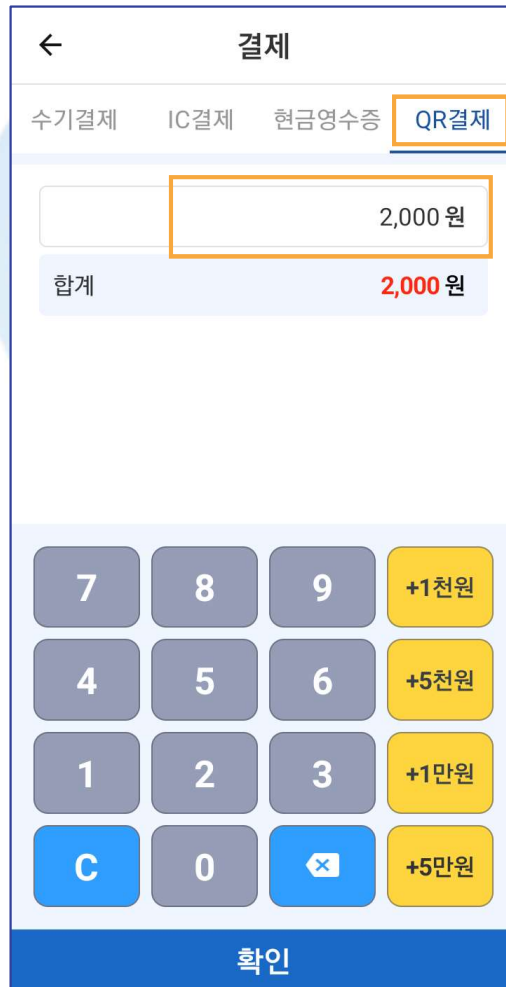 결제
수기결제 IC결제 현금영수증 QR결제
2,000 원
합계 2,000 원
7 8 9 +1천원
4 5 6 +5천원
1 2 3 +1만원
C 0 +5만원
확인